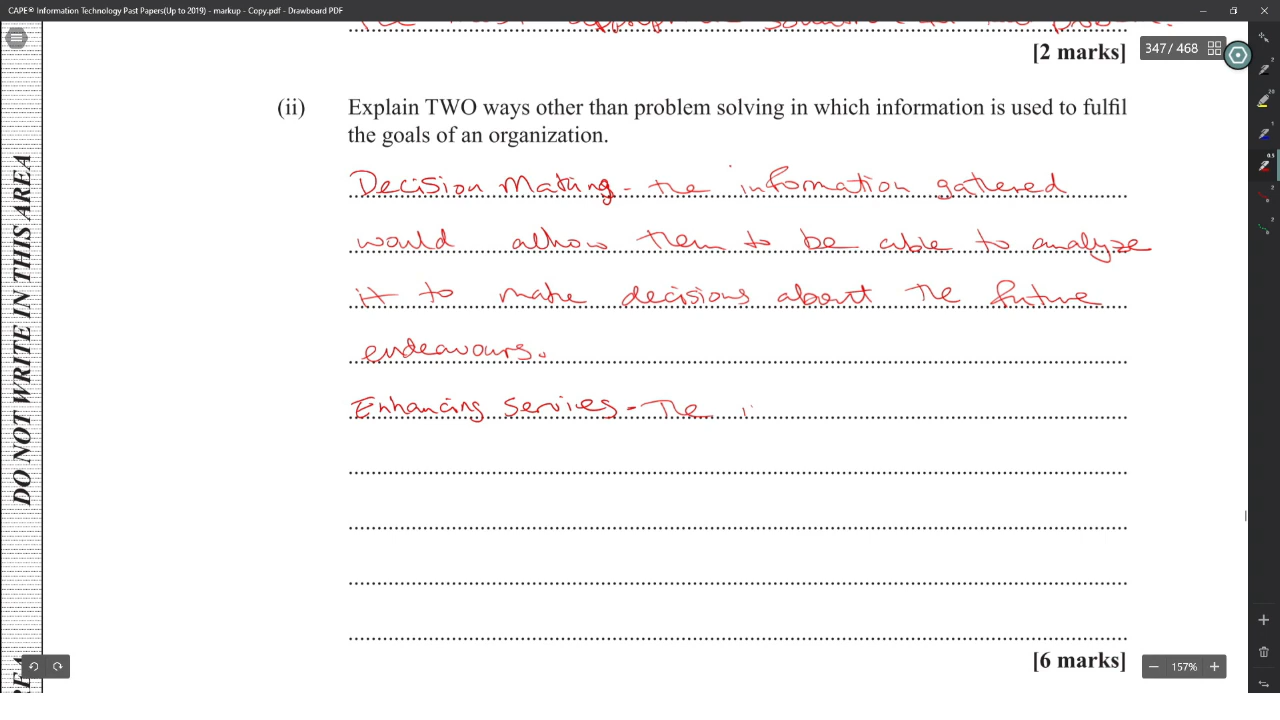 CAPE® Information Technology Past Papers(Up to 2019) - markup - Copy.pdf - Drawboard PDF
347 / 468
[2 marks]
(ii) Explain TWO ways other than problem solving in which information is used to fulfil
the goals of an organization.
Decision Making - the information gathered
would allow them to be able to analyze
it to make decisions about the future
endeavours.
Enhancing Services - The
[6 marks]
DO NOT WRITE IN THIS AREA
157%